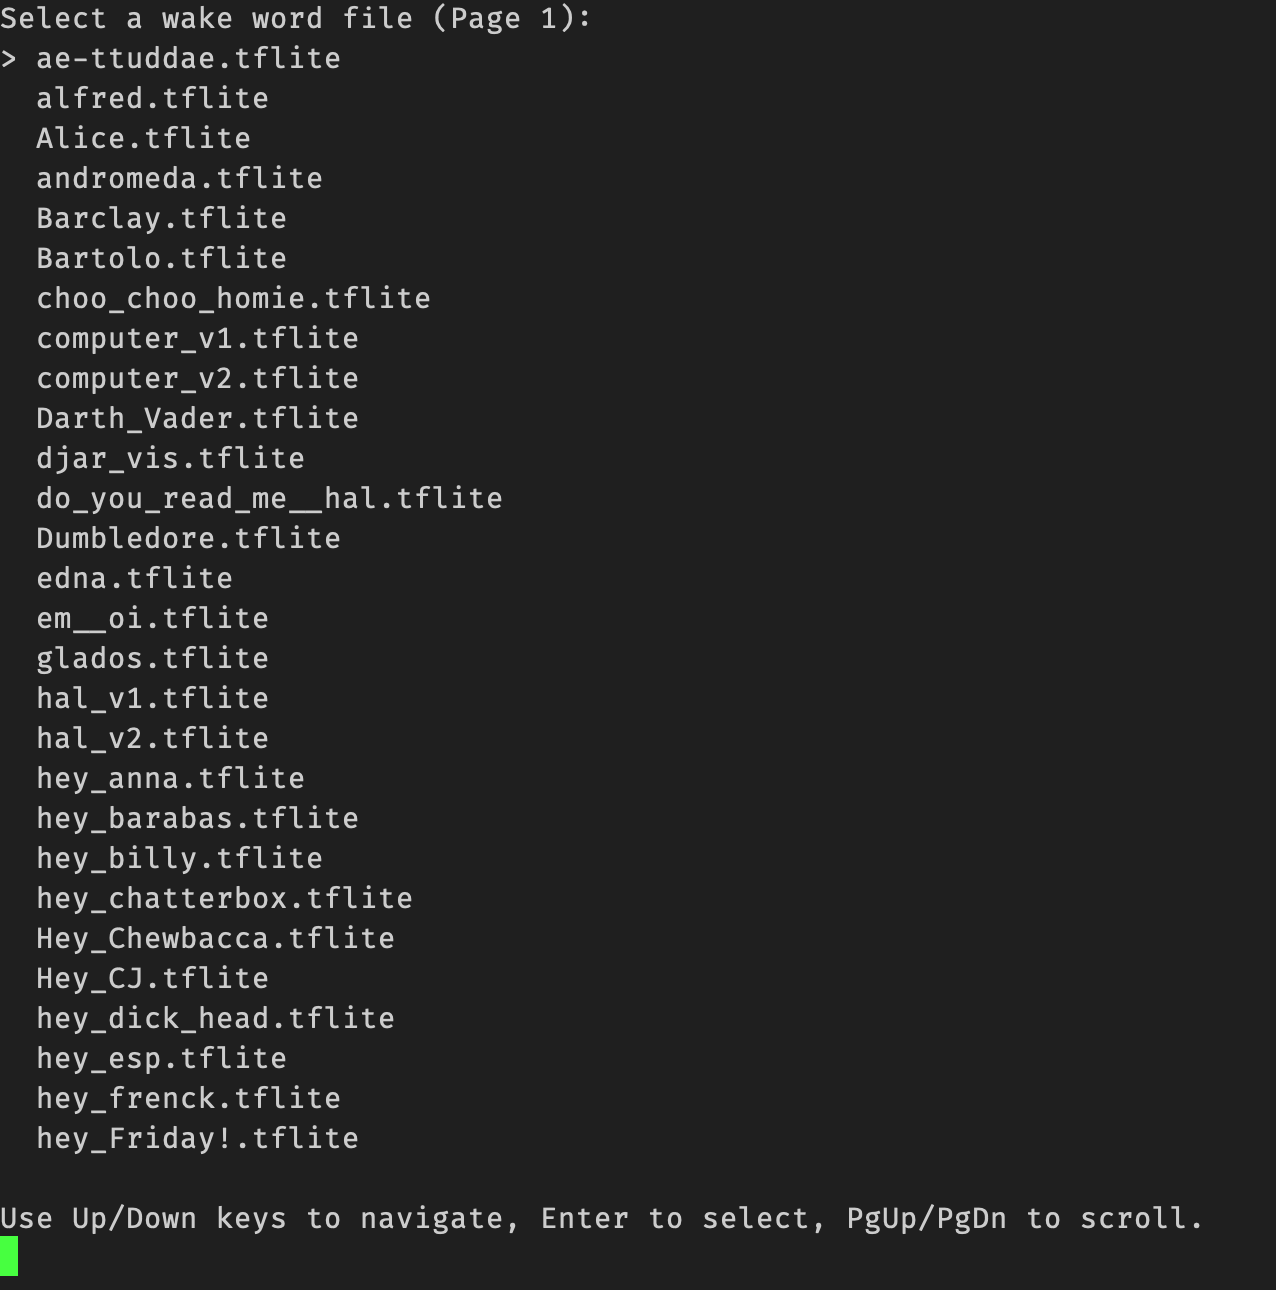 Select a wake word file (Page 1):
> ae-ttuddae.tflite
alfred.tflite
Alice.tflite
andromeda.tflite
Barclay.tflite
Bartolo.tflite
choo_choo_homie.tflite
computer_v1.tflite
computer_v2.tflite
Darth_Vader.tflite
djar_vis.tflite
do_you_read_me__hal.tflite
Dumbledore.tflite
edna.tflite
em__oi.tflite
glados.tflite
hal_v1.tflite
hal_v2.tflite
hey_anna.tflite
hey_barabas.tflite
hey_billy.tflite
hey_chatterbox.tflite
Hey_Chewbacca.tflite
Hey_CJ.tflite
hey_dick_head.tflite
hey_esp.tflite
hey_frenck.tflite
hey_Friday!.tflite
Use Up/Down keys to navigate, Enter to select, PgUp/PgDn to scroll.